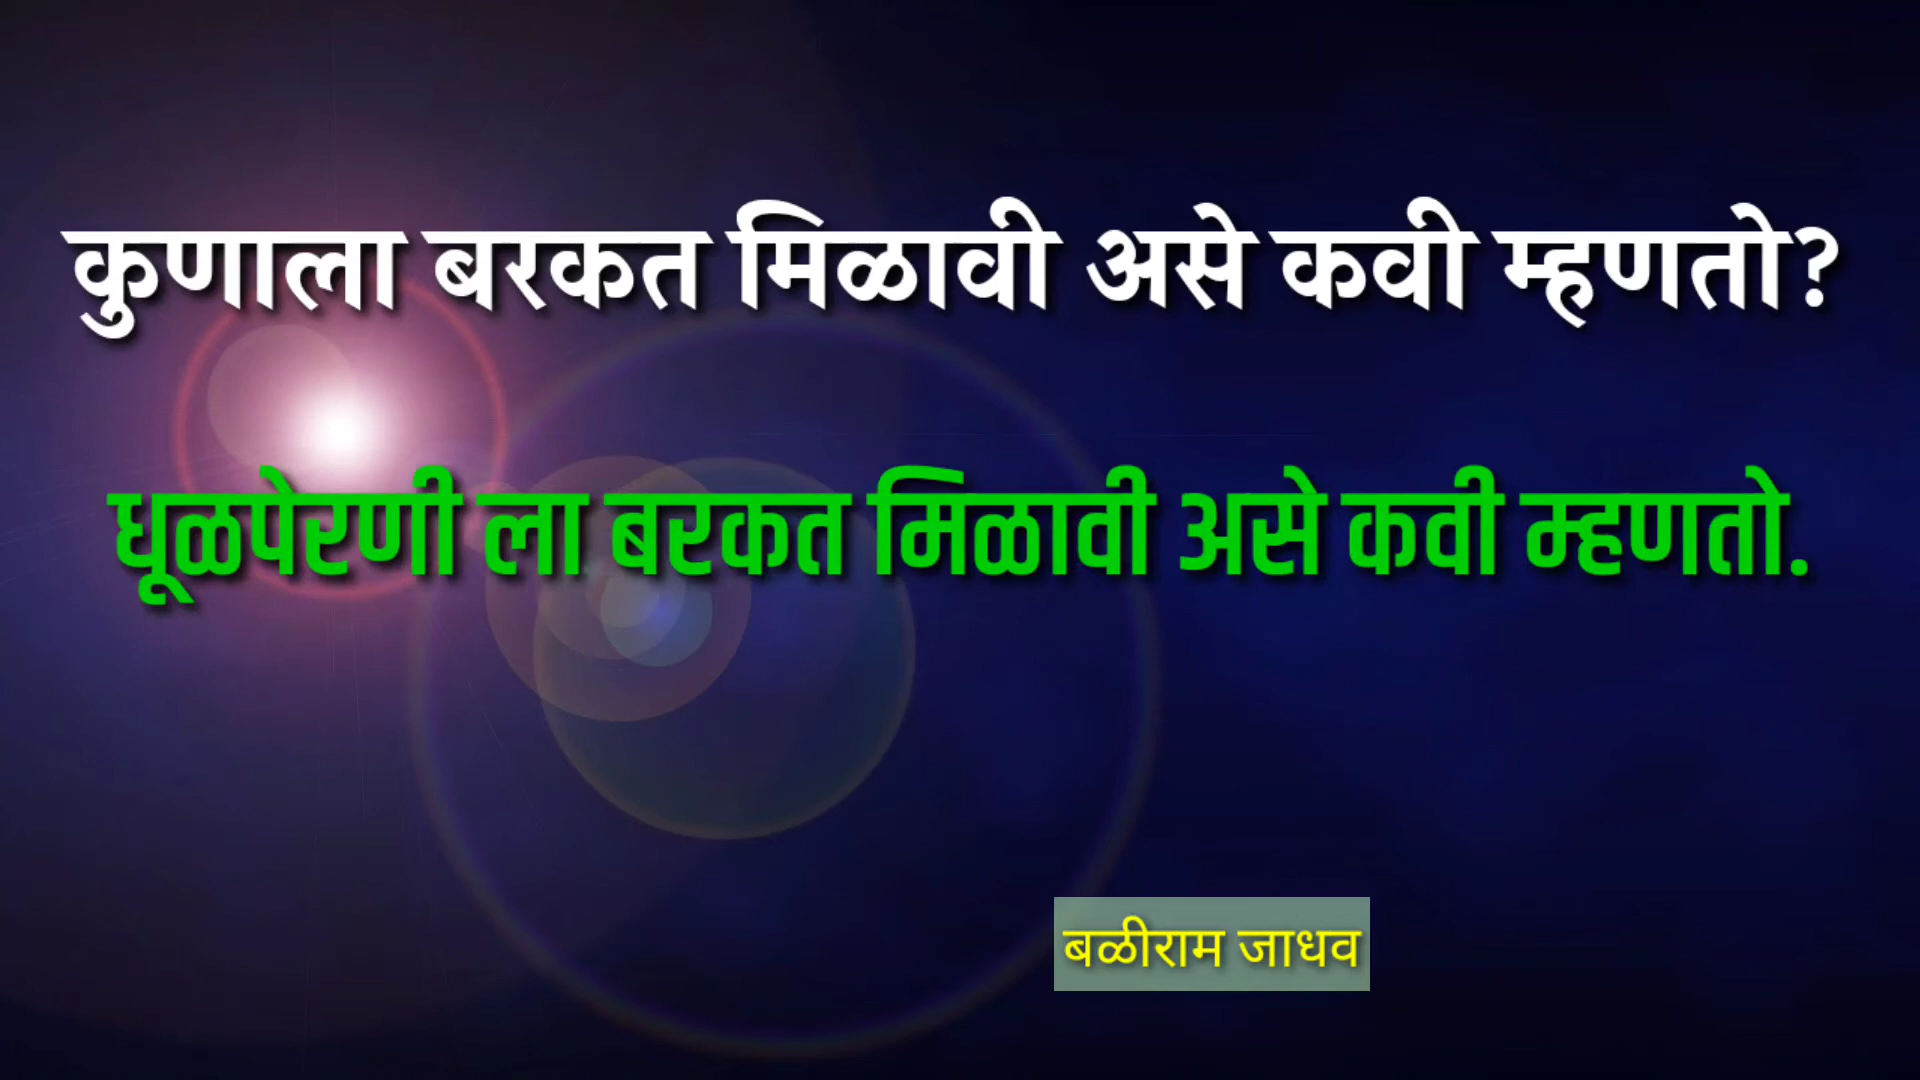 कुणाला बरकत मिळावी असे कवी म्हणतो?
धूळपेरणी ला बरकत मिळावी असे कवी म्हणतो.
बळीराम जाधव